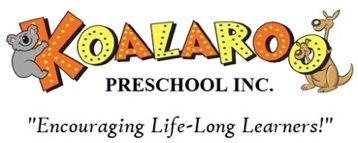 KOALAROO
PRESCHOOL INC.
"Encouraging Life-Long Learners!"